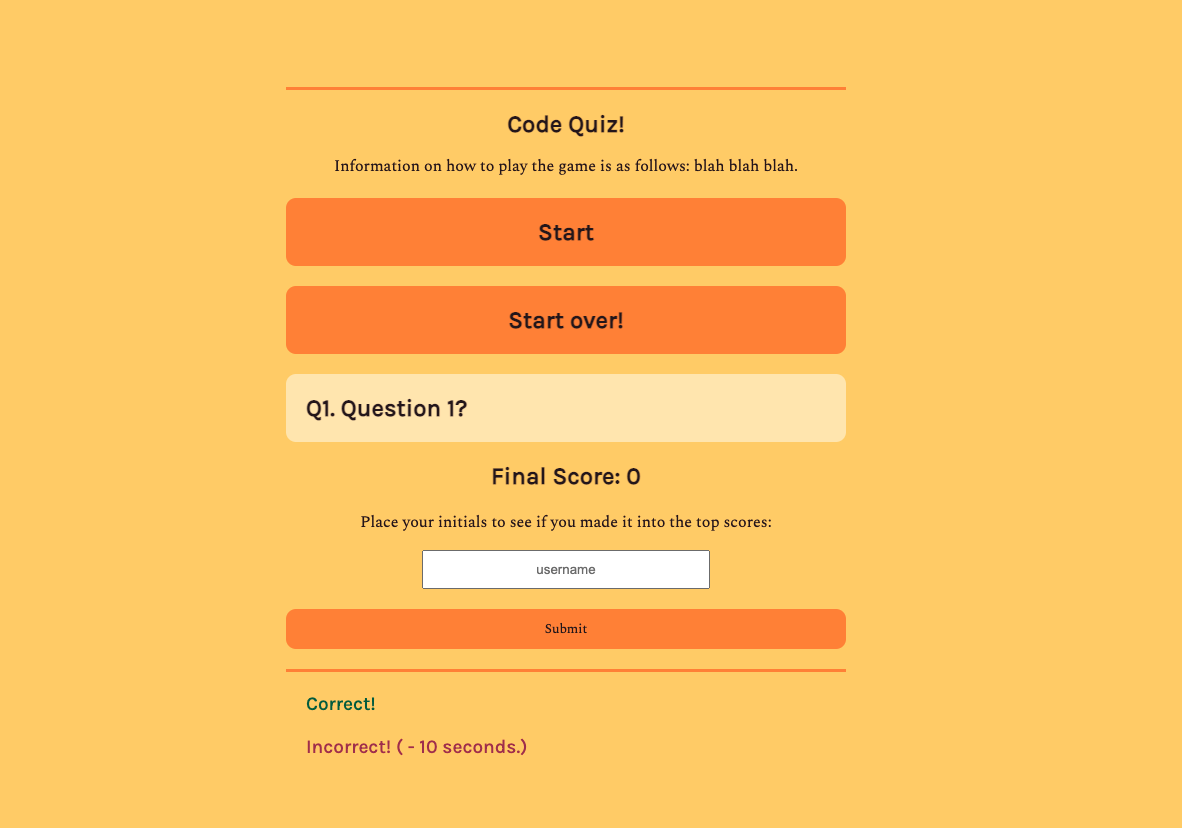 Code Quiz!
Information on how to play the game is as follows: blah blah blah.
Start
Start over!
Q1. Question 1?
Final Score: 0
Place your initials to see if you made it into the top scores:
username
Submit
Correct!
Incorrect! ( - 10 seconds.)